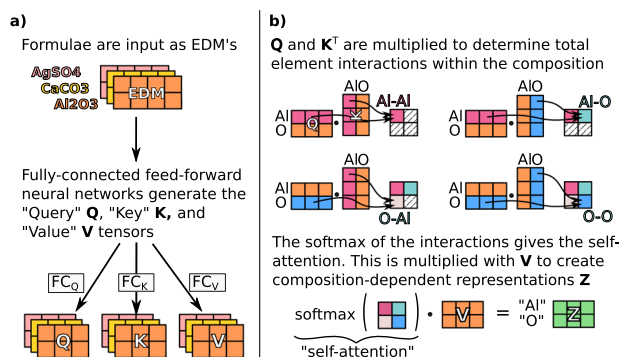 a)
Formulae are input as EDM's
AgSO4
CaCO3
Al2O3
EDM
Fully-connected feed-forward
neural networks generate the
"Query" Q, "Key" K, and
"Value" V tensors
FCQ
FCK
FCV
Q
K
V
b)
Q and KT are multiplied to determine total
element interactions within the composition
AlO
Al-Al
Al
O
Q
K
AlO
Al-O
Al
O
AlO
Al
O
O-Al
AlO
Al
O
O-O
The softmax of the interactions gives the self-
attention. This is multiplied with V to create
composition-dependent representations Z
softmax ( ) • V = "Al" "O" Z
"self-attention"